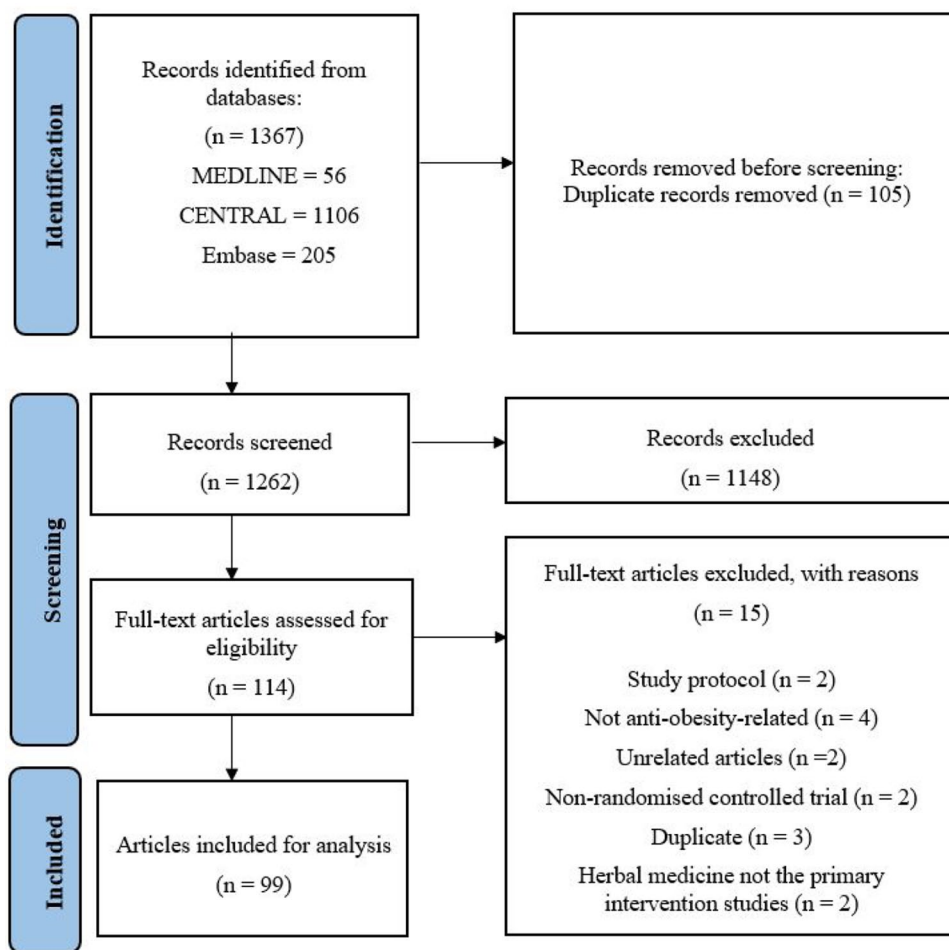 Identification
Records identified from
databases:
(n = 1367)
MEDLINE = 56
CENTRAL = 1106
Embase = 205
Records removed before screening:
Duplicate records removed (n = 105)
Screening
Records screened
(n = 1262)
Records excluded
(n = 1148)
Full-text articles assessed for
eligibility
(n = 114)
Full-text articles excluded, with reasons
(n = 15)
Study protocol (n = 2)
Not anti-obesity-related (n = 4)
Unrelated articles (n =2)
Non-randomised controlled trial (n = 2)
Duplicate (n = 3)
Herbal medicine not the primary
intervention studies (n = 2)
Included
Articles included for analysis
(n = 99)